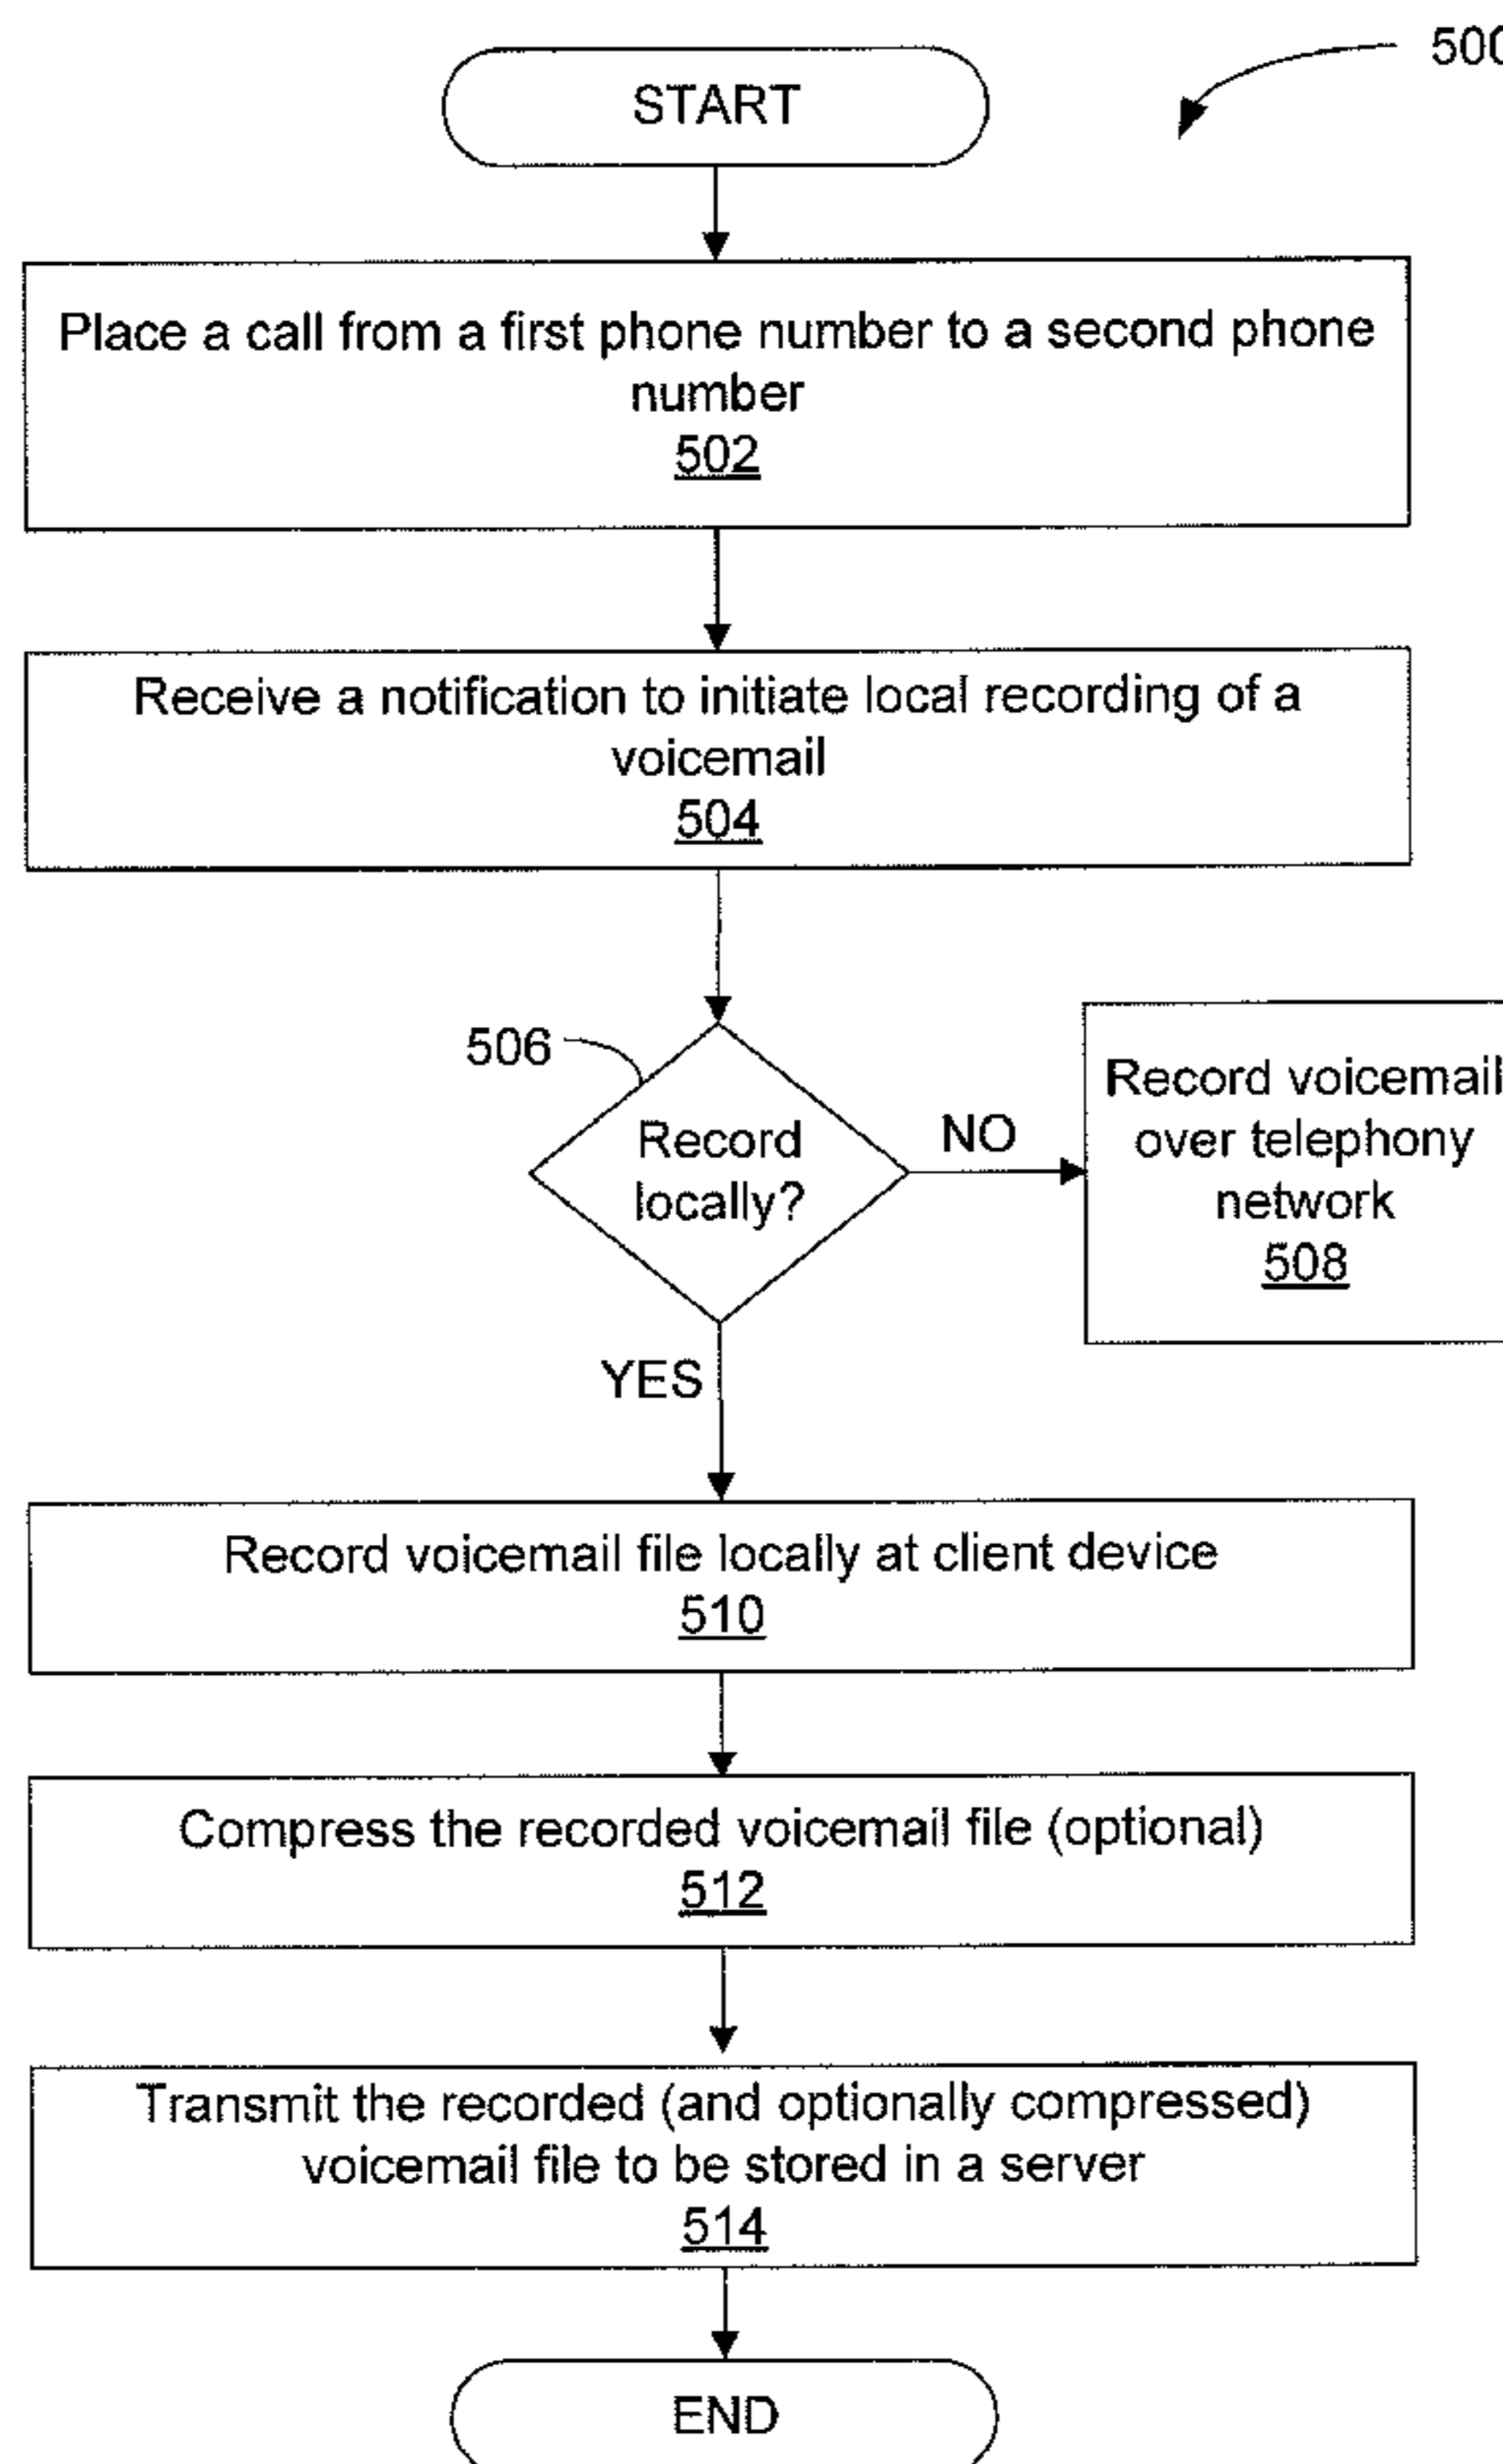 500
START
Place a call from a first phone number to a second phone
number
502
Receive a notification to initiate local recording of a
voicemail
504
506
Record
locally?
NO
Record voicemail
over telephony
network
508
YES
Record voicemail file locally at client device
510
Compress the recorded voicemail file (optional)
512
Transmit the recorded (and optionally compressed)
voicemail file to be stored in a server
514
END